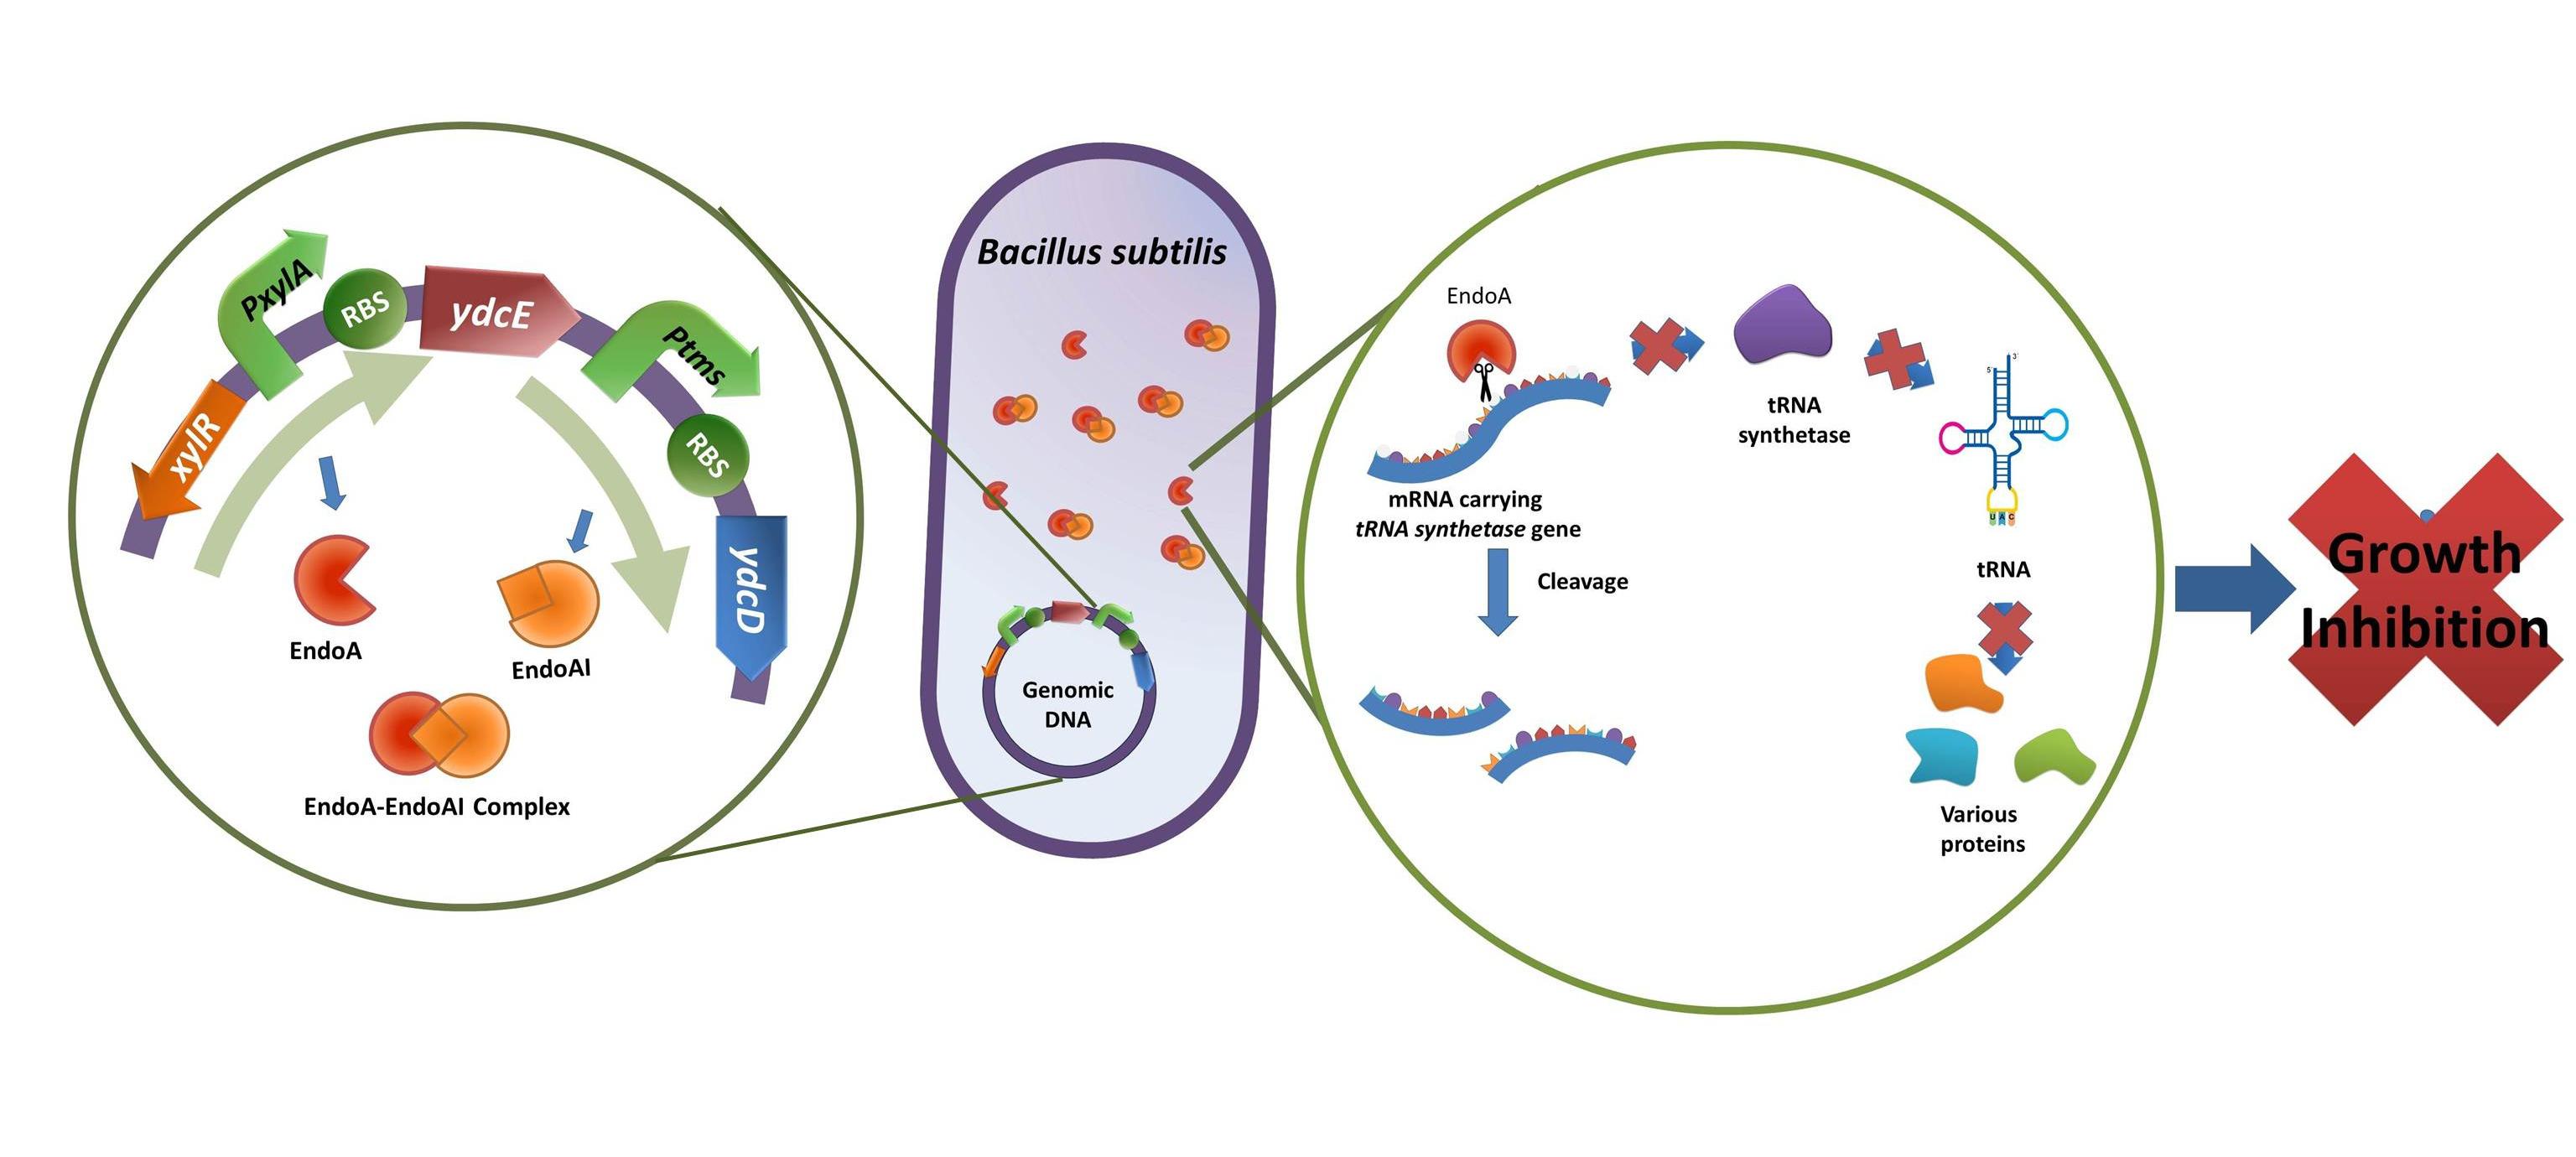 PxylA
RBS
ydcE
Ptms
xylR
RBS
ydcD
EndoA
EndoAI
EndoA-EndoAI Complex
Bacillus subtilis
Genomic
DNA
EndoA
mRNA carrying
tRNA synthetase gene
Cleavage
tRNA
synthetase
3'
5'
U A C
tRNA
Various
proteins
Growth
Inhibition